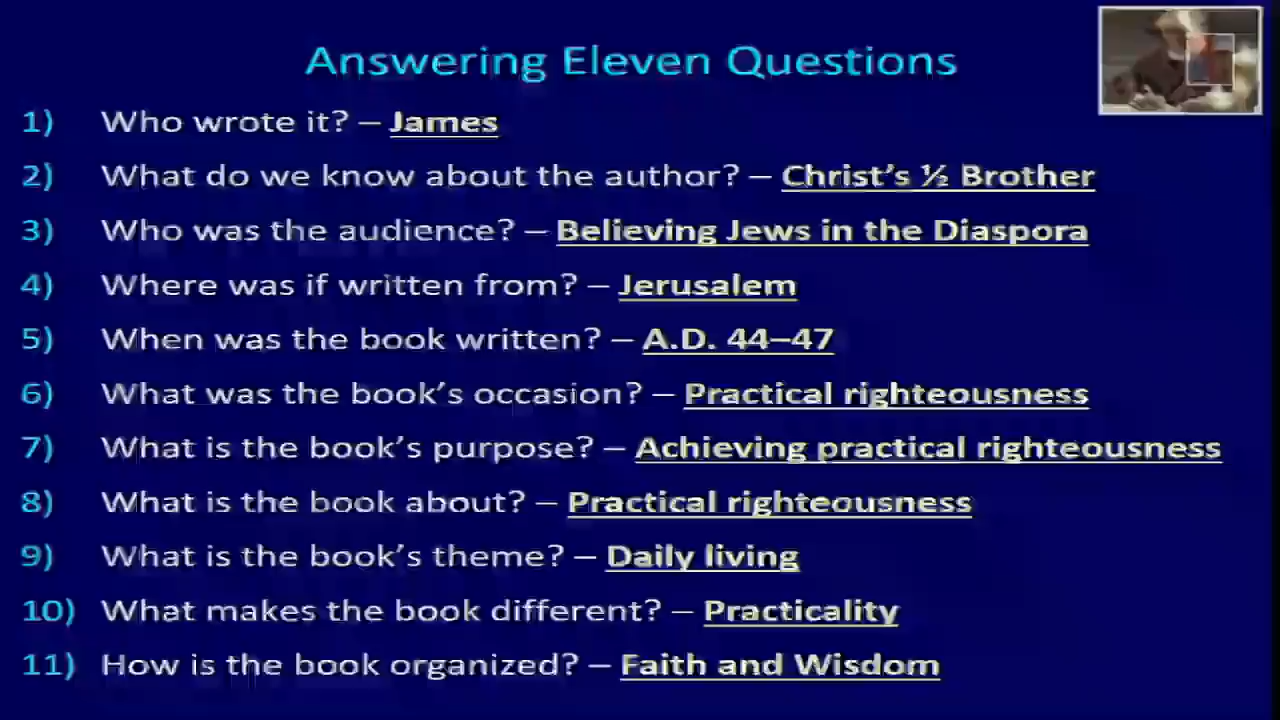 Answering Eleven Questions
1) Who wrote it? – James
2) What do we know about the author? – Christ's ½ Brother
3) Who was the audience? – Believing Jews in the Diaspora
4) Where was if written from? – Jerusalem
5) When was the book written? – A.D. 44–47
6) What was the book's occasion? – Practical righteousness
7) What is the book's purpose? – Achieving practical righteousness
8) What is the book about? – Practical righteousness
9) What is the book's theme? – Daily living
10) What makes the book different? – Practicality
11) How is the book organized? – Faith and Wisdom